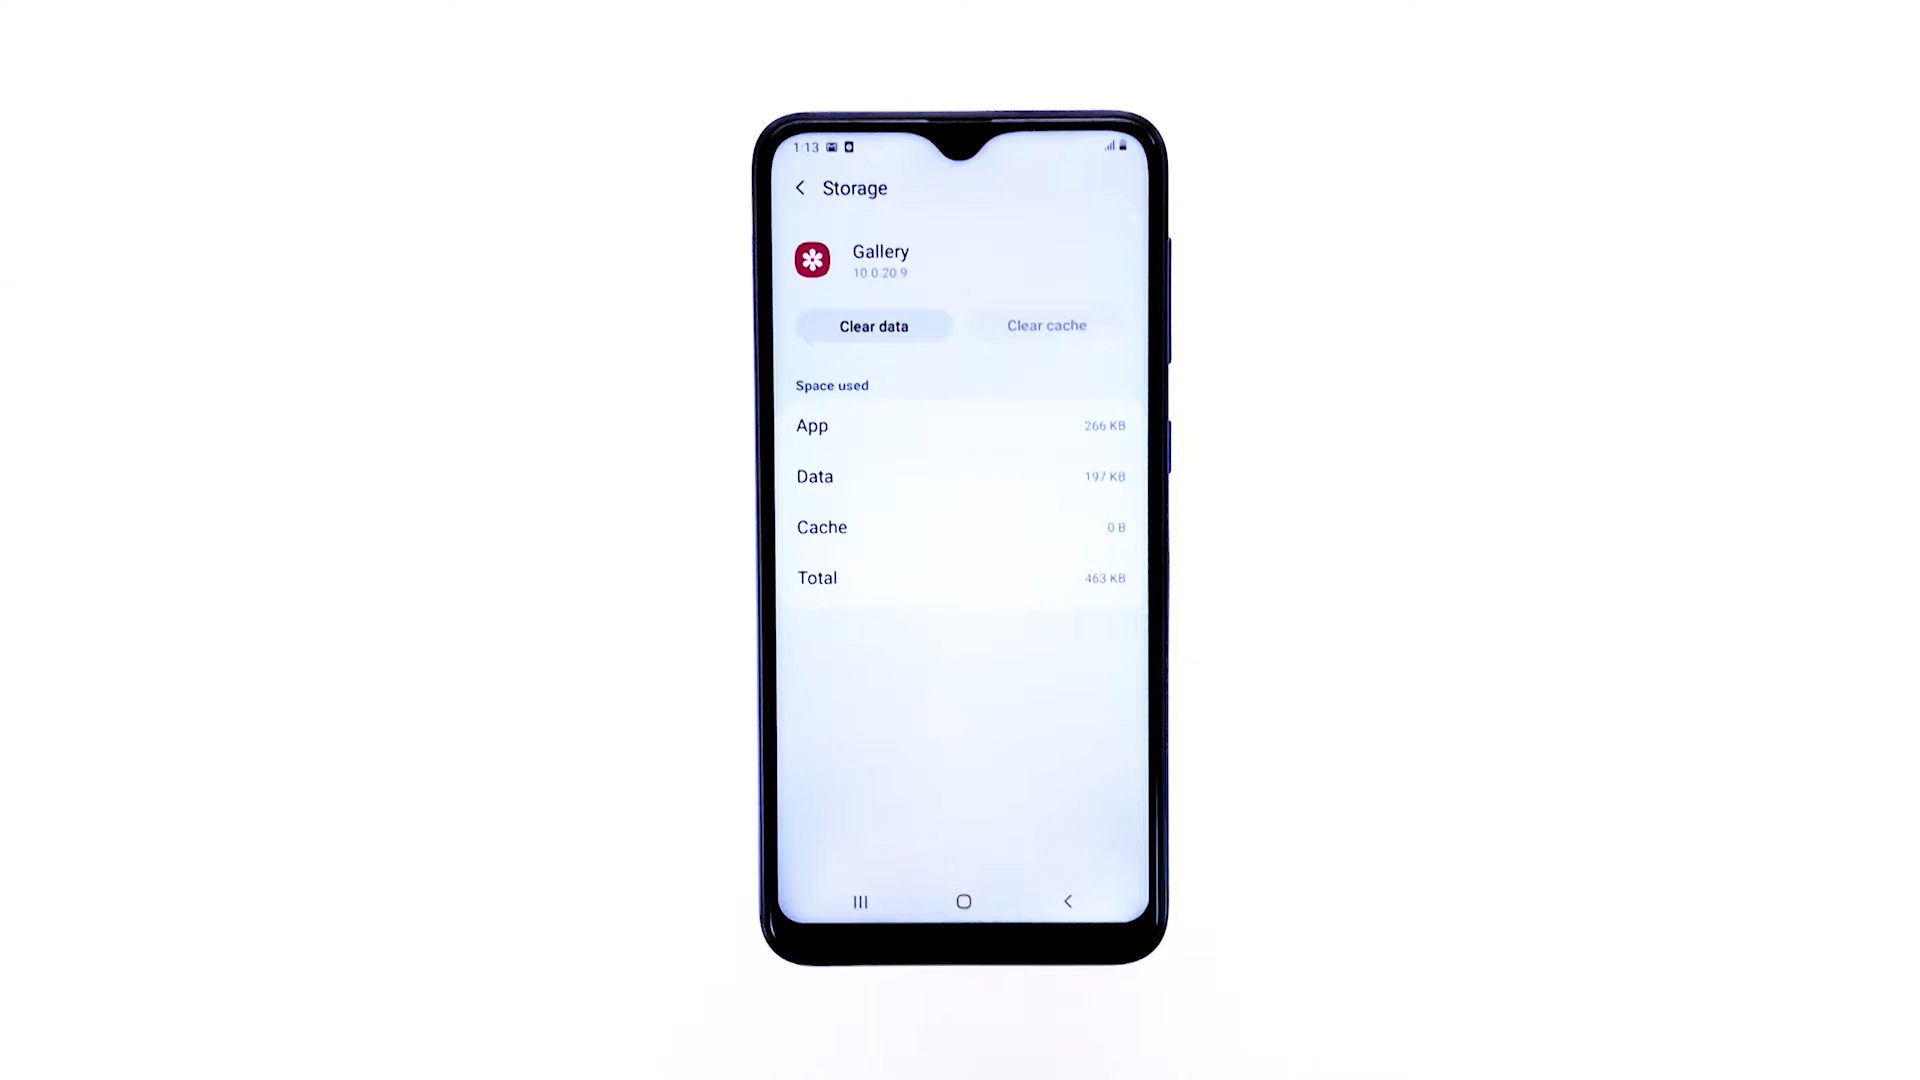 1:13
Storage
Gallery
10.0.20.9
Clear data
Clear cache
Space used
App
266 KB
Data
197 KB
Cache
0 B
Total
463 KB